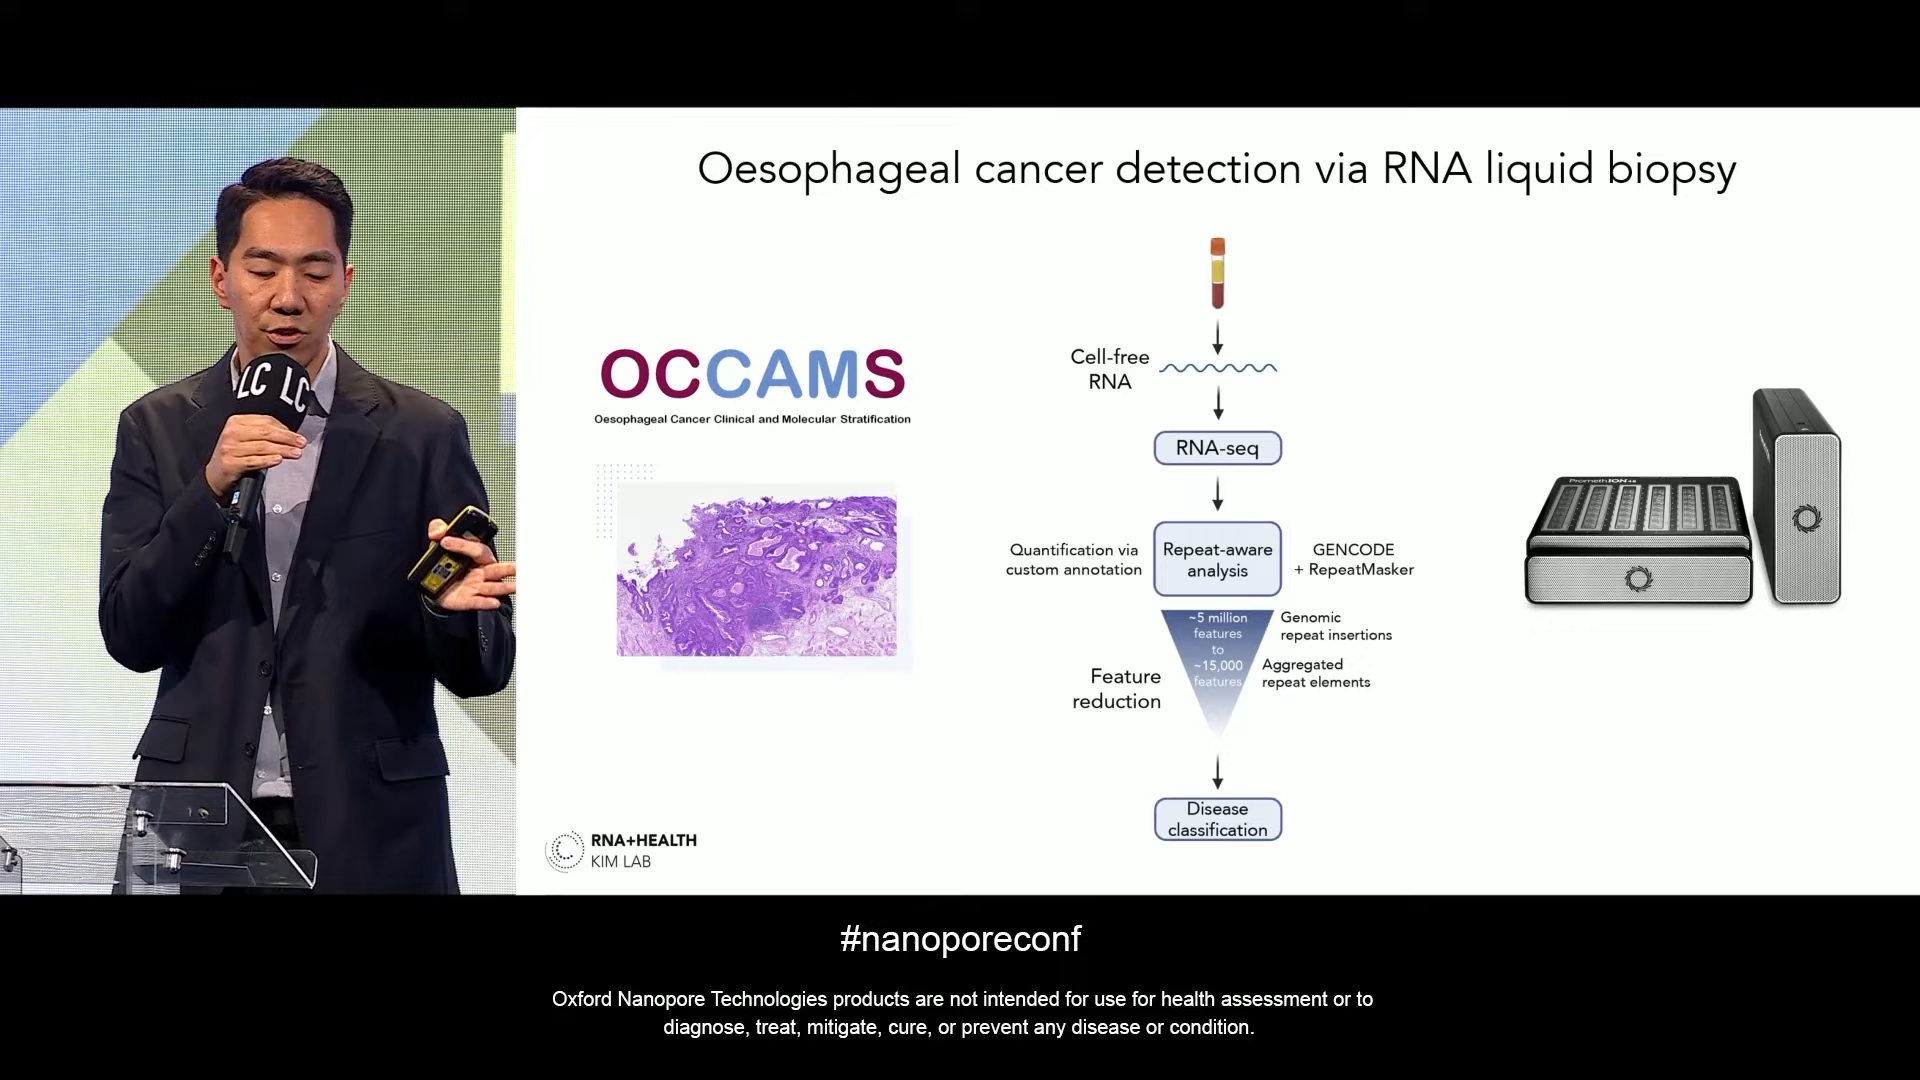 Oesophageal cancer detection via RNA liquid biopsy
LC LC
OCCAMS
Oesophageal Cancer Clinical and Molecular Stratification
Cell-free
RNA
RNA-seq
Quantification via
custom annotation
Repeat-aware
analysis
GENCODE
+ RepeatMasker
~5 million
features
to
~15,000
features
Genomic
repeat insertions
Aggregated
repeat elements
Feature
reduction
Disease
classification
PromethION
RNA+HEALTH
KIM LAB
#nanoporeconf
Oxford Nanopore Technologies products are not intended for use for health assessment or to
diagnose, treat, mitigate, cure, or prevent any disease or condition.